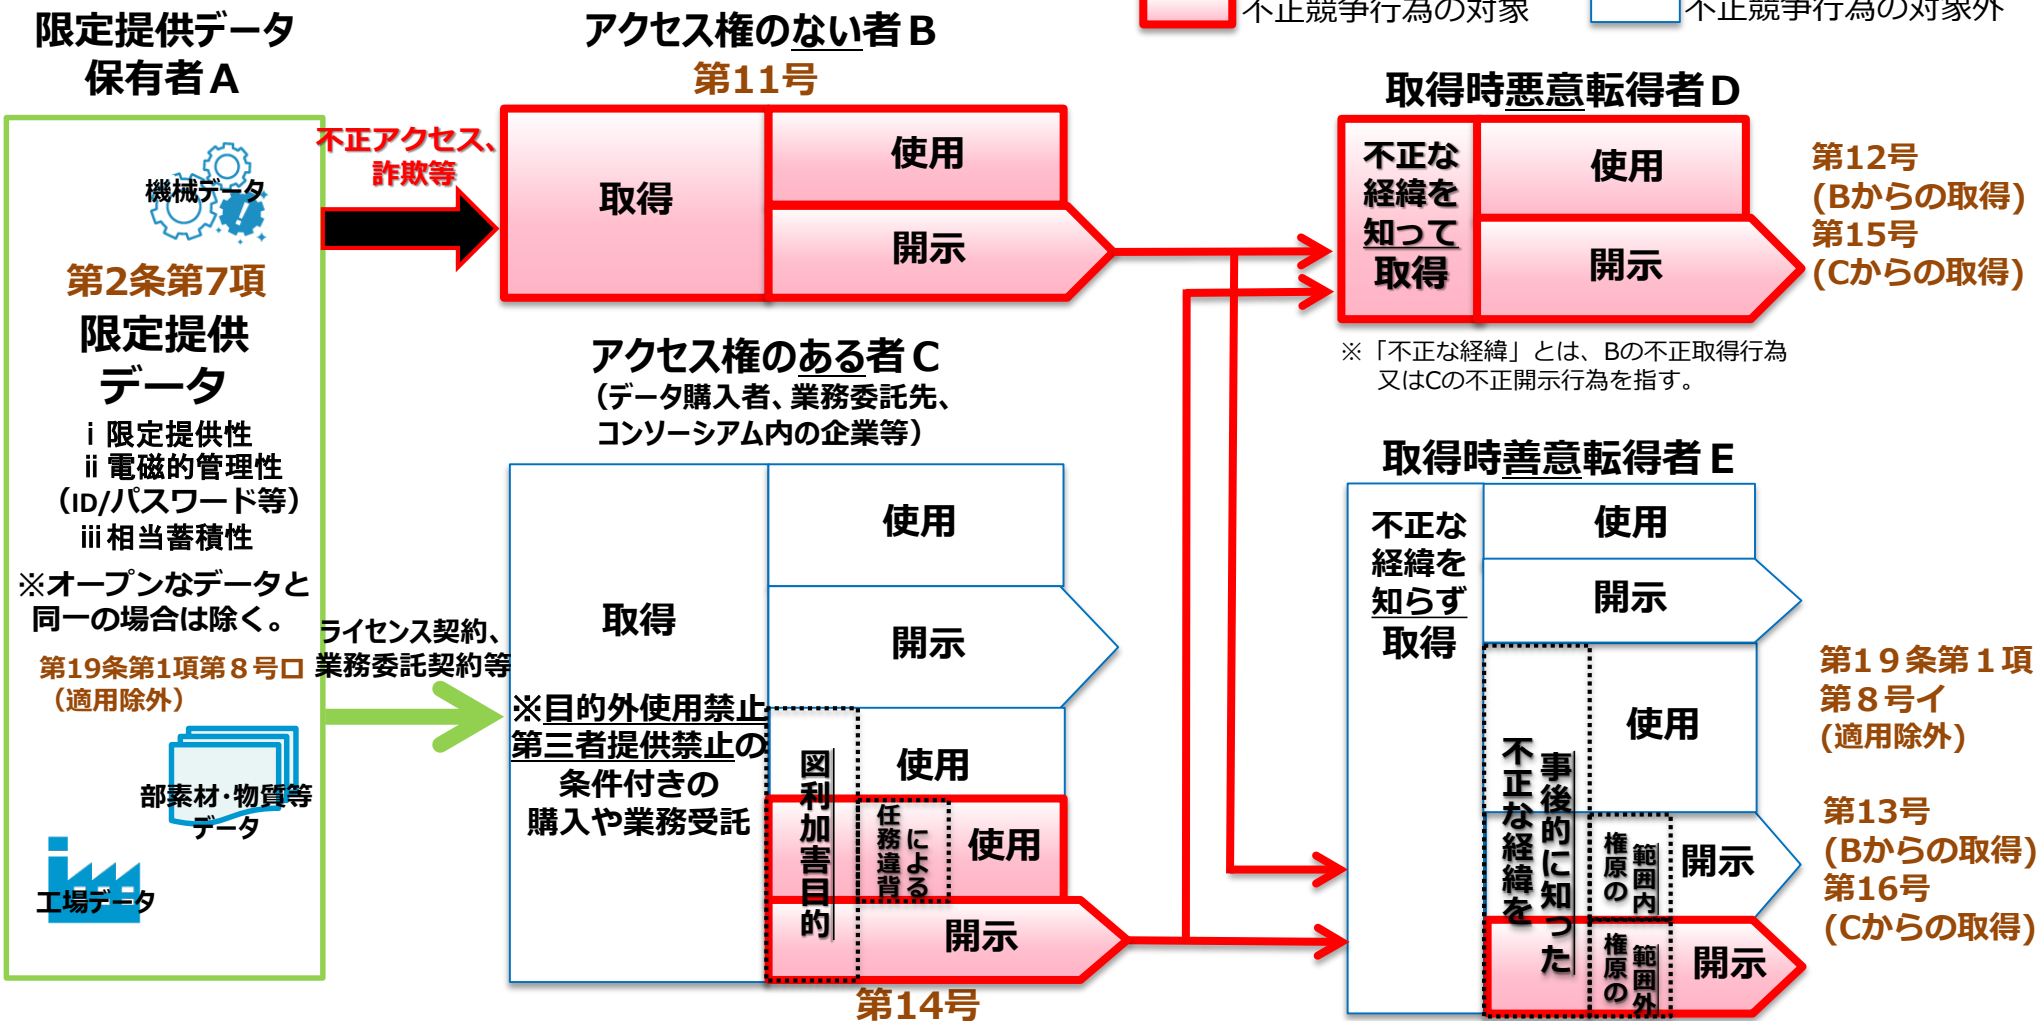 限定提供データ
保有者A
機械データ
第2条第7項
限定提供
データ
ⅰ 限定提供性
ⅱ 電磁的管理性
（ID/パスワード等）
ⅲ 相当蓄積性
※オープンなデータと
同一の場合は除く。
第19条第1項第８号ロ
（適用除外）
部素材・物質等
データ
工場データ
不正アクセス、
詐欺等
ライセンス契約、
業務委託契約等
アクセス権のない者B
第11号
取得
使用
開示
アクセス権のある者C
（データ購入者、業務委託先、
コンソーシアム内の企業等）
取得
※目的外使用禁止
第三者提供禁止の
条件付きの
購入や業務受託
使用
開示
図利加害目的
使用
任務違背
による
使用
開示
第14号
不正競争行為の対象
不正競争行為の対象外
取得時悪意転得者D
不正な
経緯を
知って
取得
使用
開示
第12号
(Bからの取得)
第15号
(Cからの取得)
※「不正な経緯」とは、Bの不正取得行為
又はCの不正開示行為を指す。
取得時善意転得者E
不正な
経緯を
知らず
取得
使用
開示
事後的に知った
不正な経緯を
使用
権原の
範囲内
開示
権原の
範囲外
開示
第１９条第１項
第８号イ
(適用除外)
第13号
(Bからの取得)
第16号
(Cからの取得)